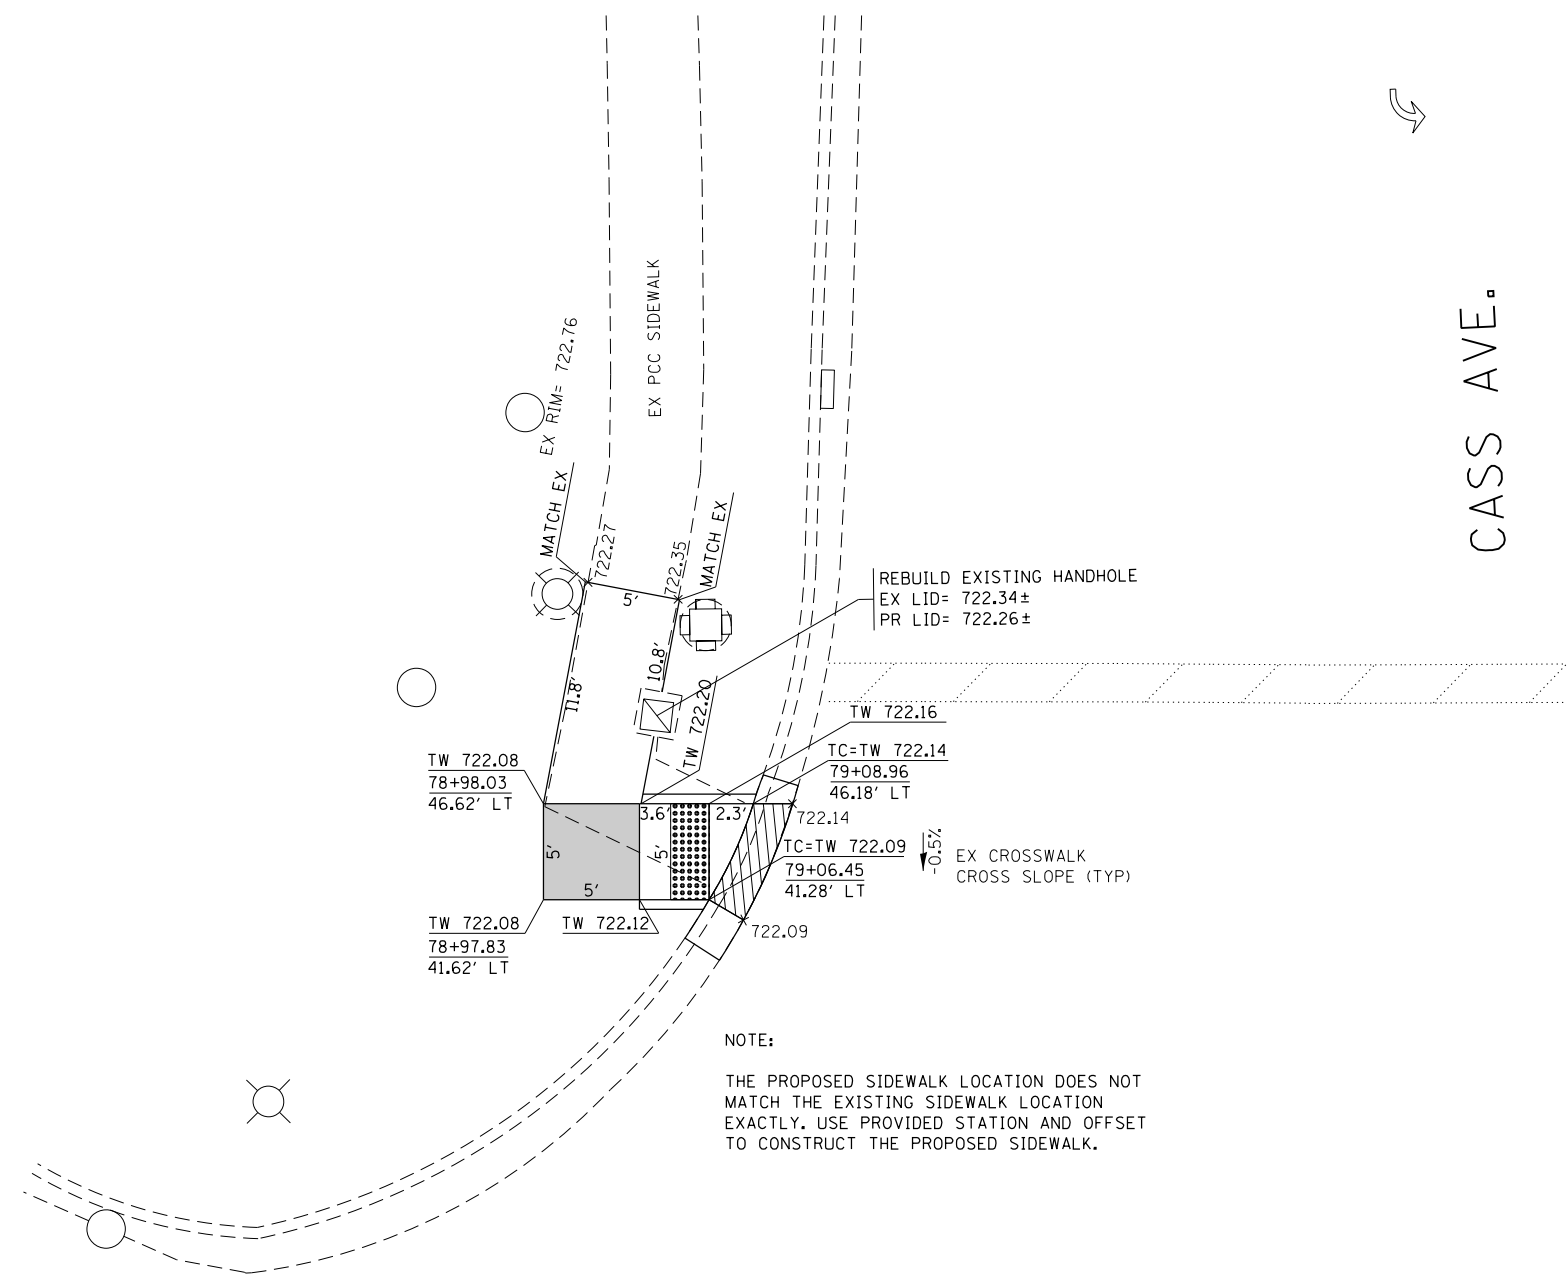 CASS AVE.
EX PCC SIDEWALK
EX RIM= 722.76
MATCH EX
722.27
722.35
MATCH EX
5'
REBUILD EXISTING HANDHOLE
EX LID= 722.34±
PR LID= 722.26±
10.8'
11.8'
TW 722.20
TW 722.16
TC=TW 722.14
79+08.96
46.18' LT
TW 722.08
78+98.03
46.62' LT
3.6'
2.3'
722.14
5'
5'
5'
TC=TW 722.09
79+06.45
41.28' LT
-0.5%
EX CROSSWALK
CROSS SLOPE (TYP)
TW 722.08
78+97.83
41.62' LT
TW 722.12
722.09
NOTE:
THE PROPOSED SIDEWALK LOCATION DOES NOT
MATCH THE EXISTING SIDEWALK LOCATION
EXACTLY. USE PROVIDED STATION AND OFFSET
TO CONSTRUCT THE PROPOSED SIDEWALK.